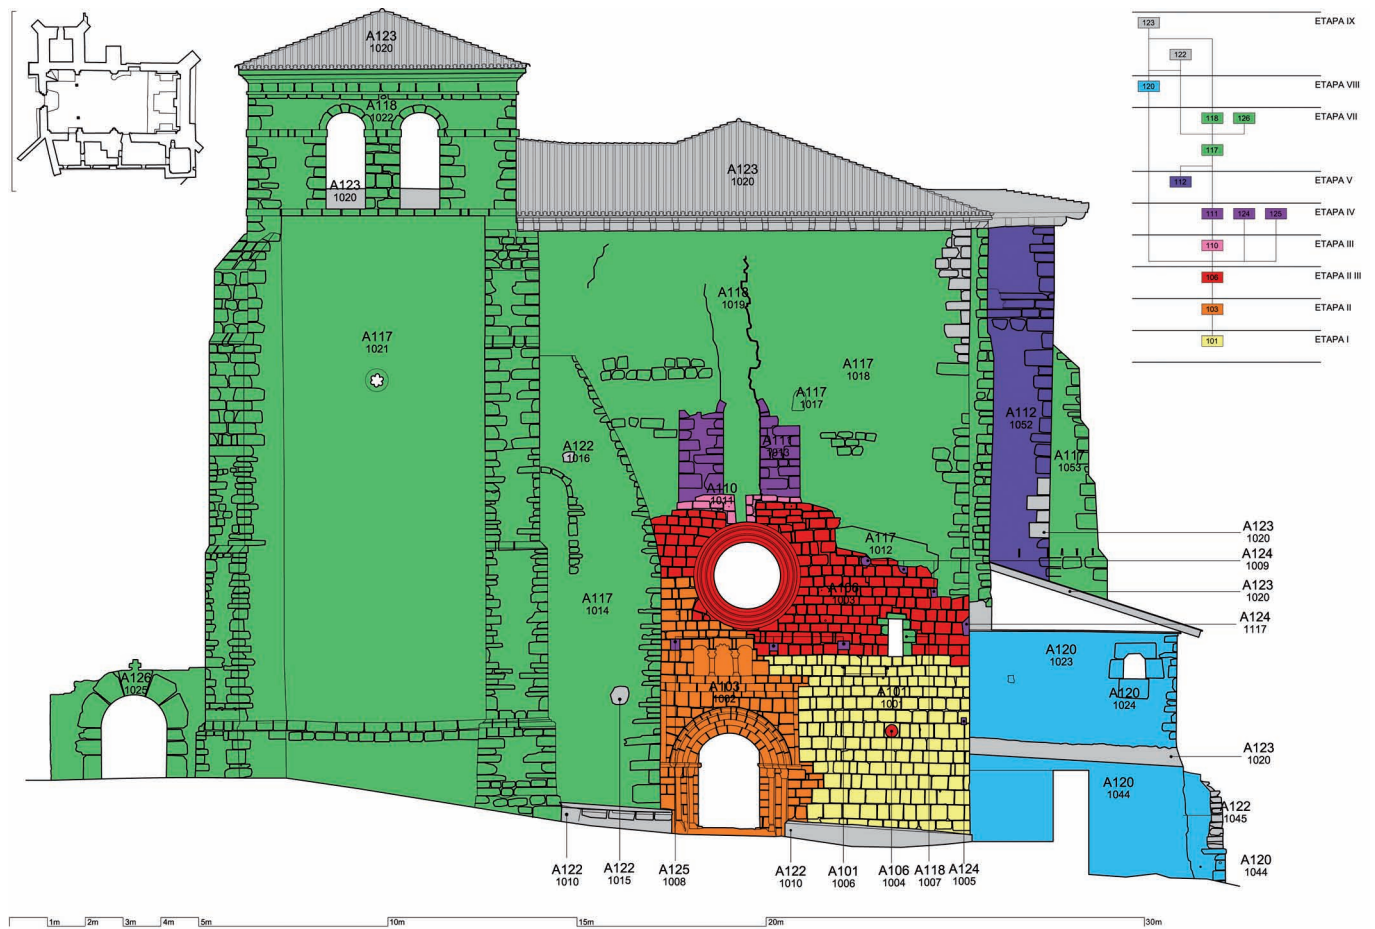 A123
1020
A118
1022
A123
1020
A123
1020
A118
1019
A117
1021
A117
1018
A117
1017
A112
1052
A111
1013
A122
1016
A117
1053
A110
1011
A117
1012
A106
1003
A117
1014
A123
1020
A124
1009
A123
1020
A124
1117
A120
1023
A120
1024
A126
1025
A103
1002
A101
1001
A123
1020
A120
1044
A122
1045
A120
1044
A122
1010
A122
1015
A125
1008
A122
1010
A101
1006
A106
1004
A118
1007
A124
1005
123
ETAPA IX
122
120
ETAPA VIII
118
126
ETAPA VII
117
112
ETAPA V
111
124
125
ETAPA IV
110
ETAPA III
106
ETAPA II III
103
ETAPA II
101
ETAPA I
1m
2m
3m
4m
5m
10m
15m
20m
30m